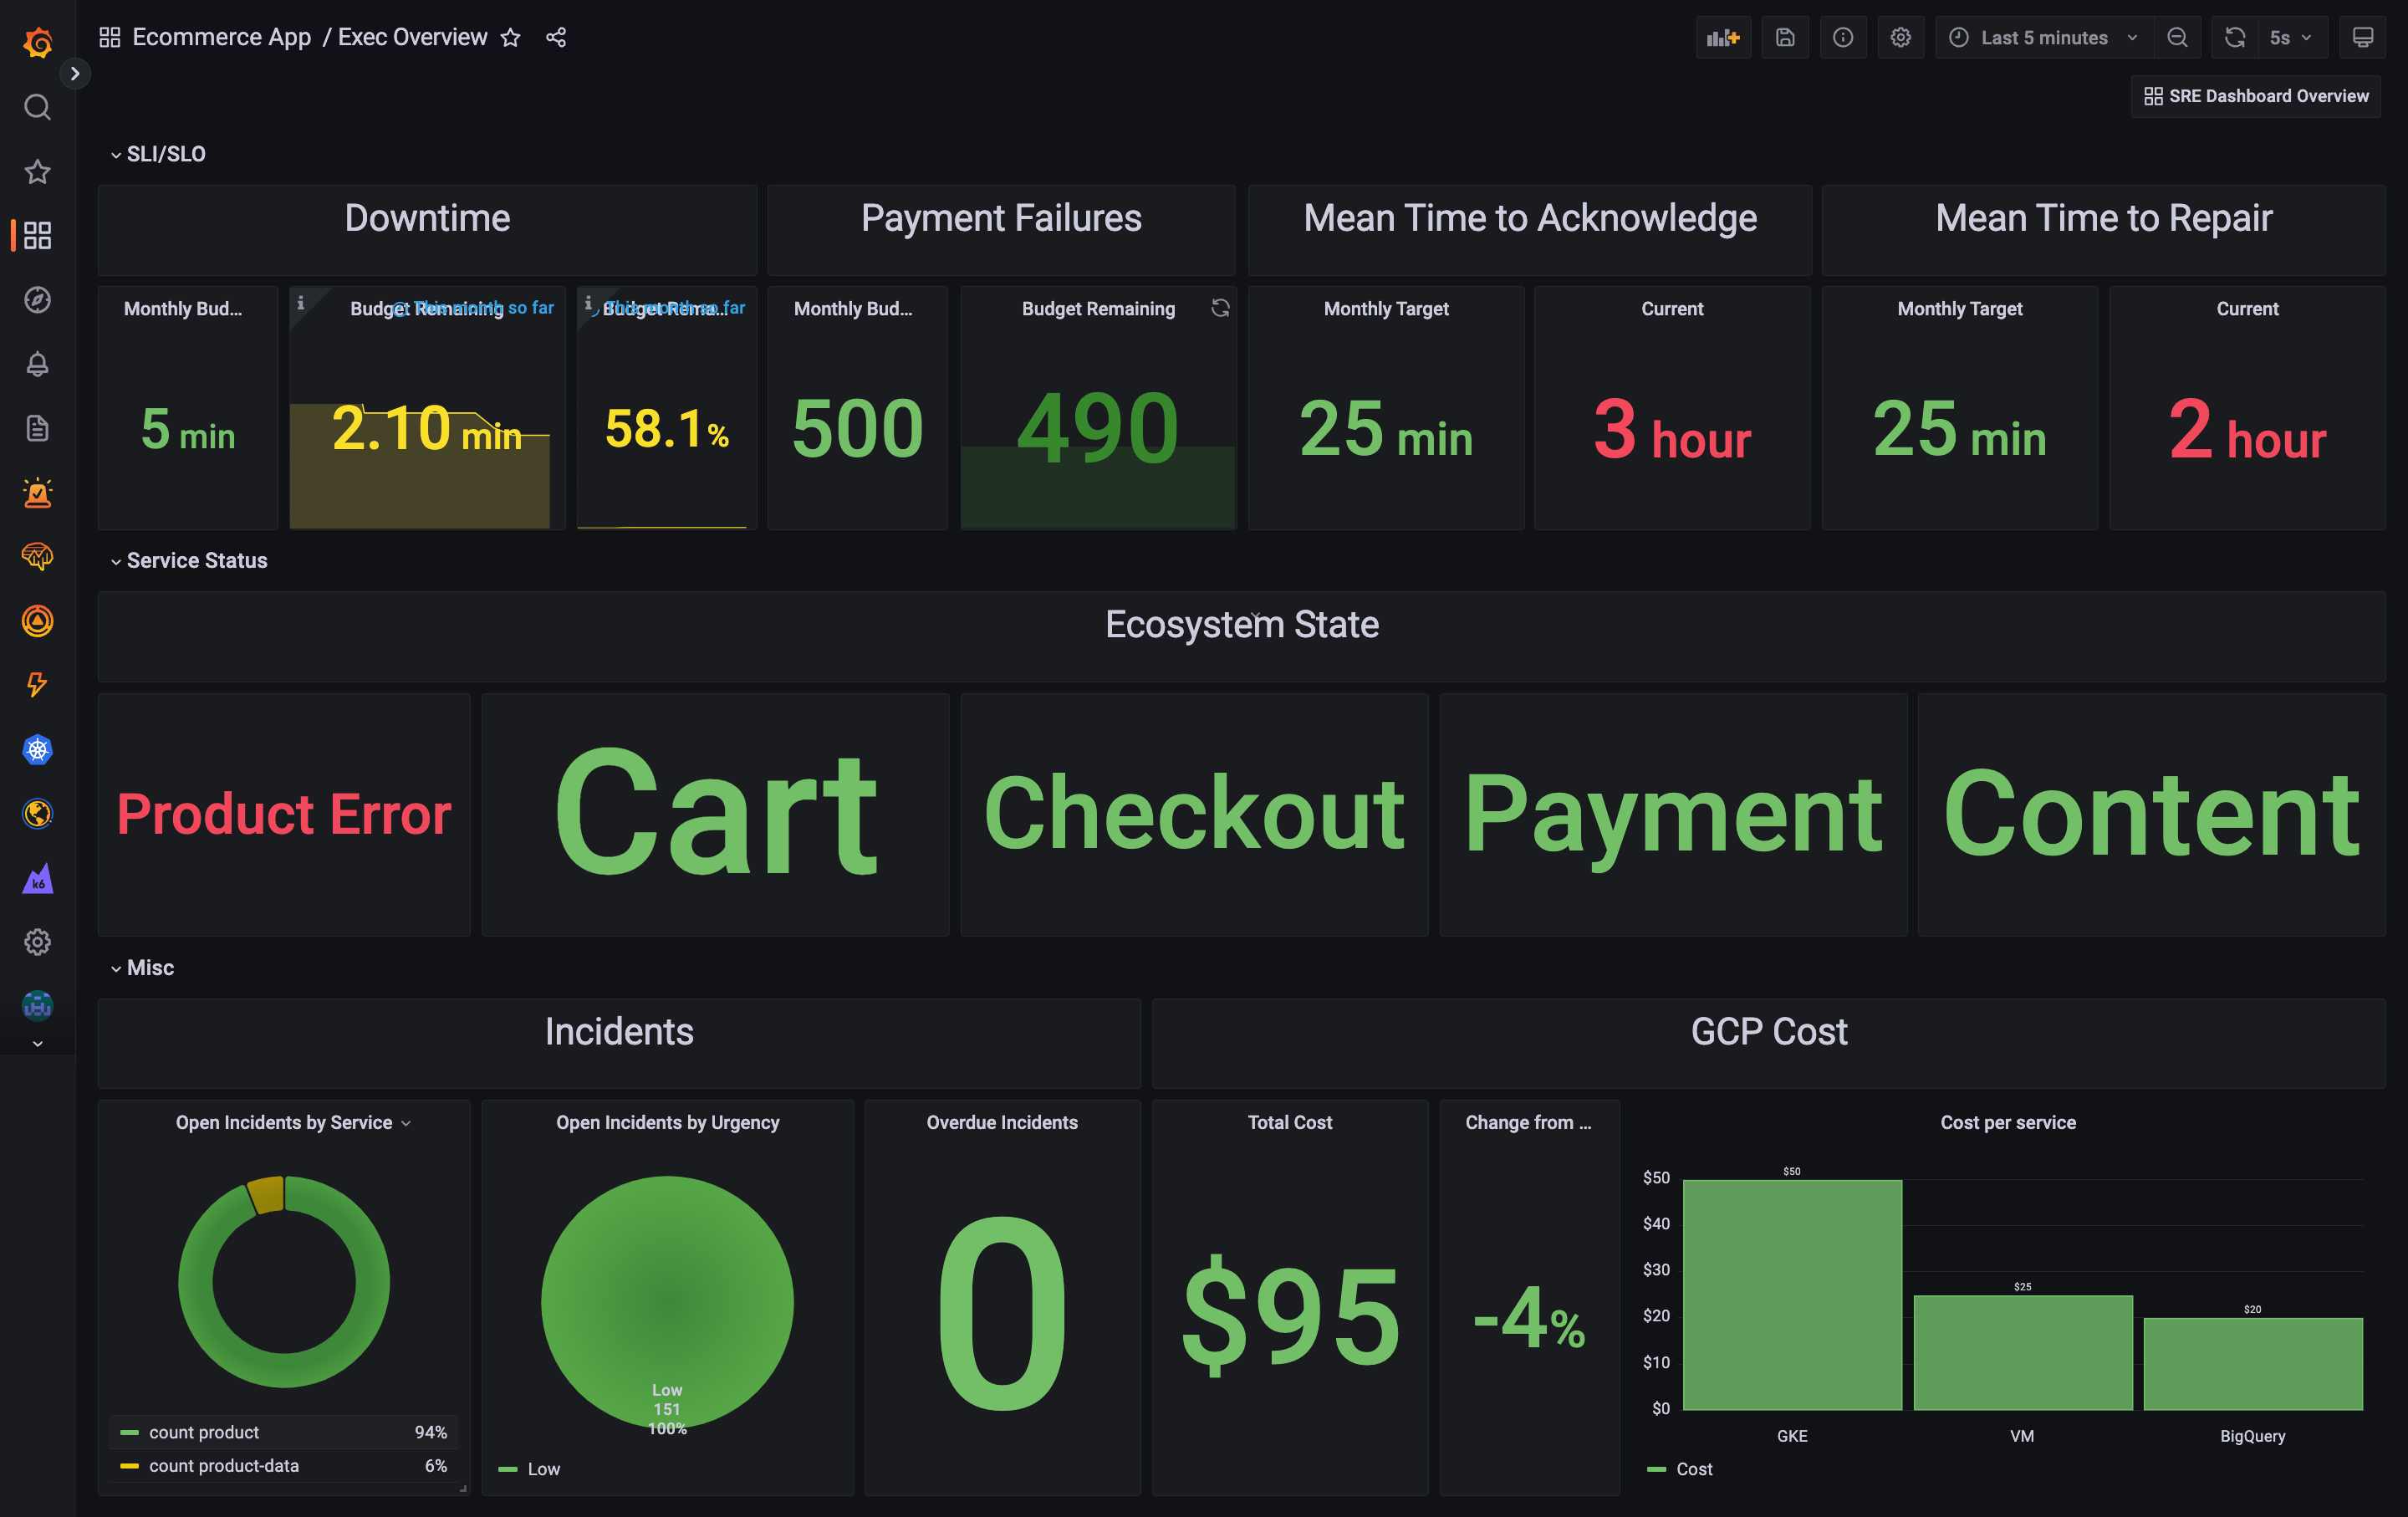 Ecommerce App / Exec Overview
Last 5 minutes
5s
SRE Dashboard Overview
SLI/SLO
Downtime
Payment Failures
Mean Time to Acknowledge
Mean Time to Repair
Monthly Bud...
Budget Remaining
This month so far
Budget Rema...
This month so far
Monthly Bud...
Budget Remaining
Monthly Target
Current
Monthly Target
Current
5 min
2.10 min
58.1%
500
490
25 min
3 hour
25 min
2 hour
Service Status
Ecosystem State
Product Error
Cart
Checkout
Payment
Content
k6
Misc
Incidents
GCP Cost
Open Incidents by Service
count product 94%
count product-data 6%
Open Incidents by Urgency
Low
151
100%
Low
Overdue Incidents
0
Total Cost
$95
Change from ...
-4%
Cost per service
$50
$40
$30
$20
$10
$0
$50
$25
$20
GKE
VM
BigQuery
Cost